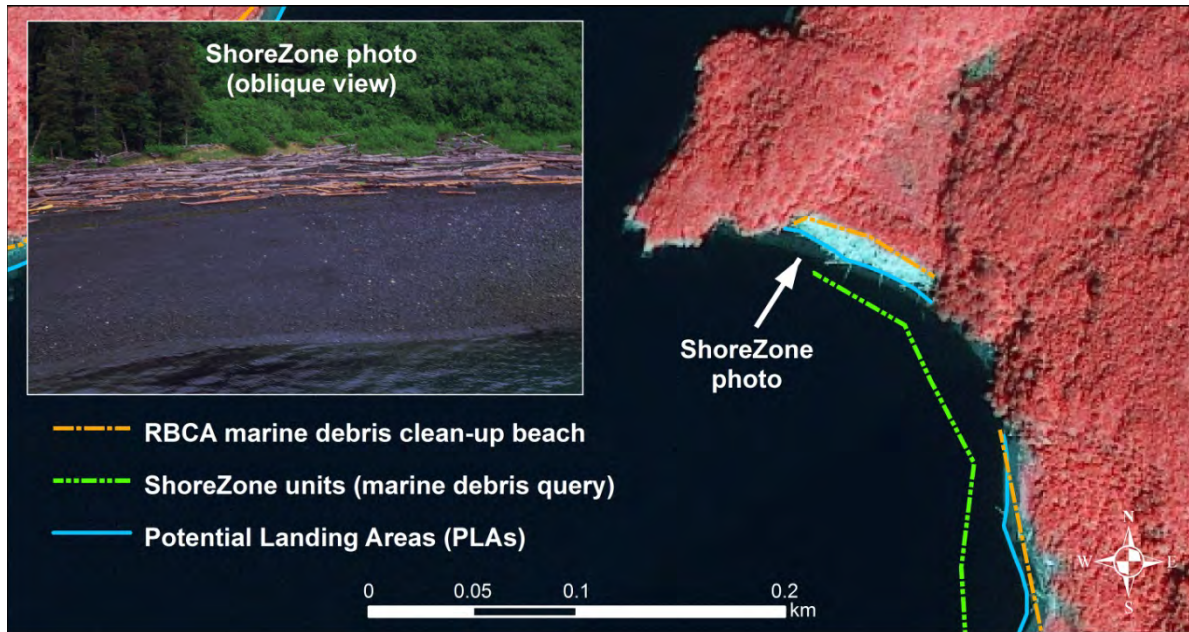 ShoreZone photo
(oblique view)
ShoreZone
photo
RBCA marine debris clean-up beach
ShoreZone units (marine debris query)
Potential Landing Areas (PLAs)
0 0.05 0.1 0.2
km
N
W E
S